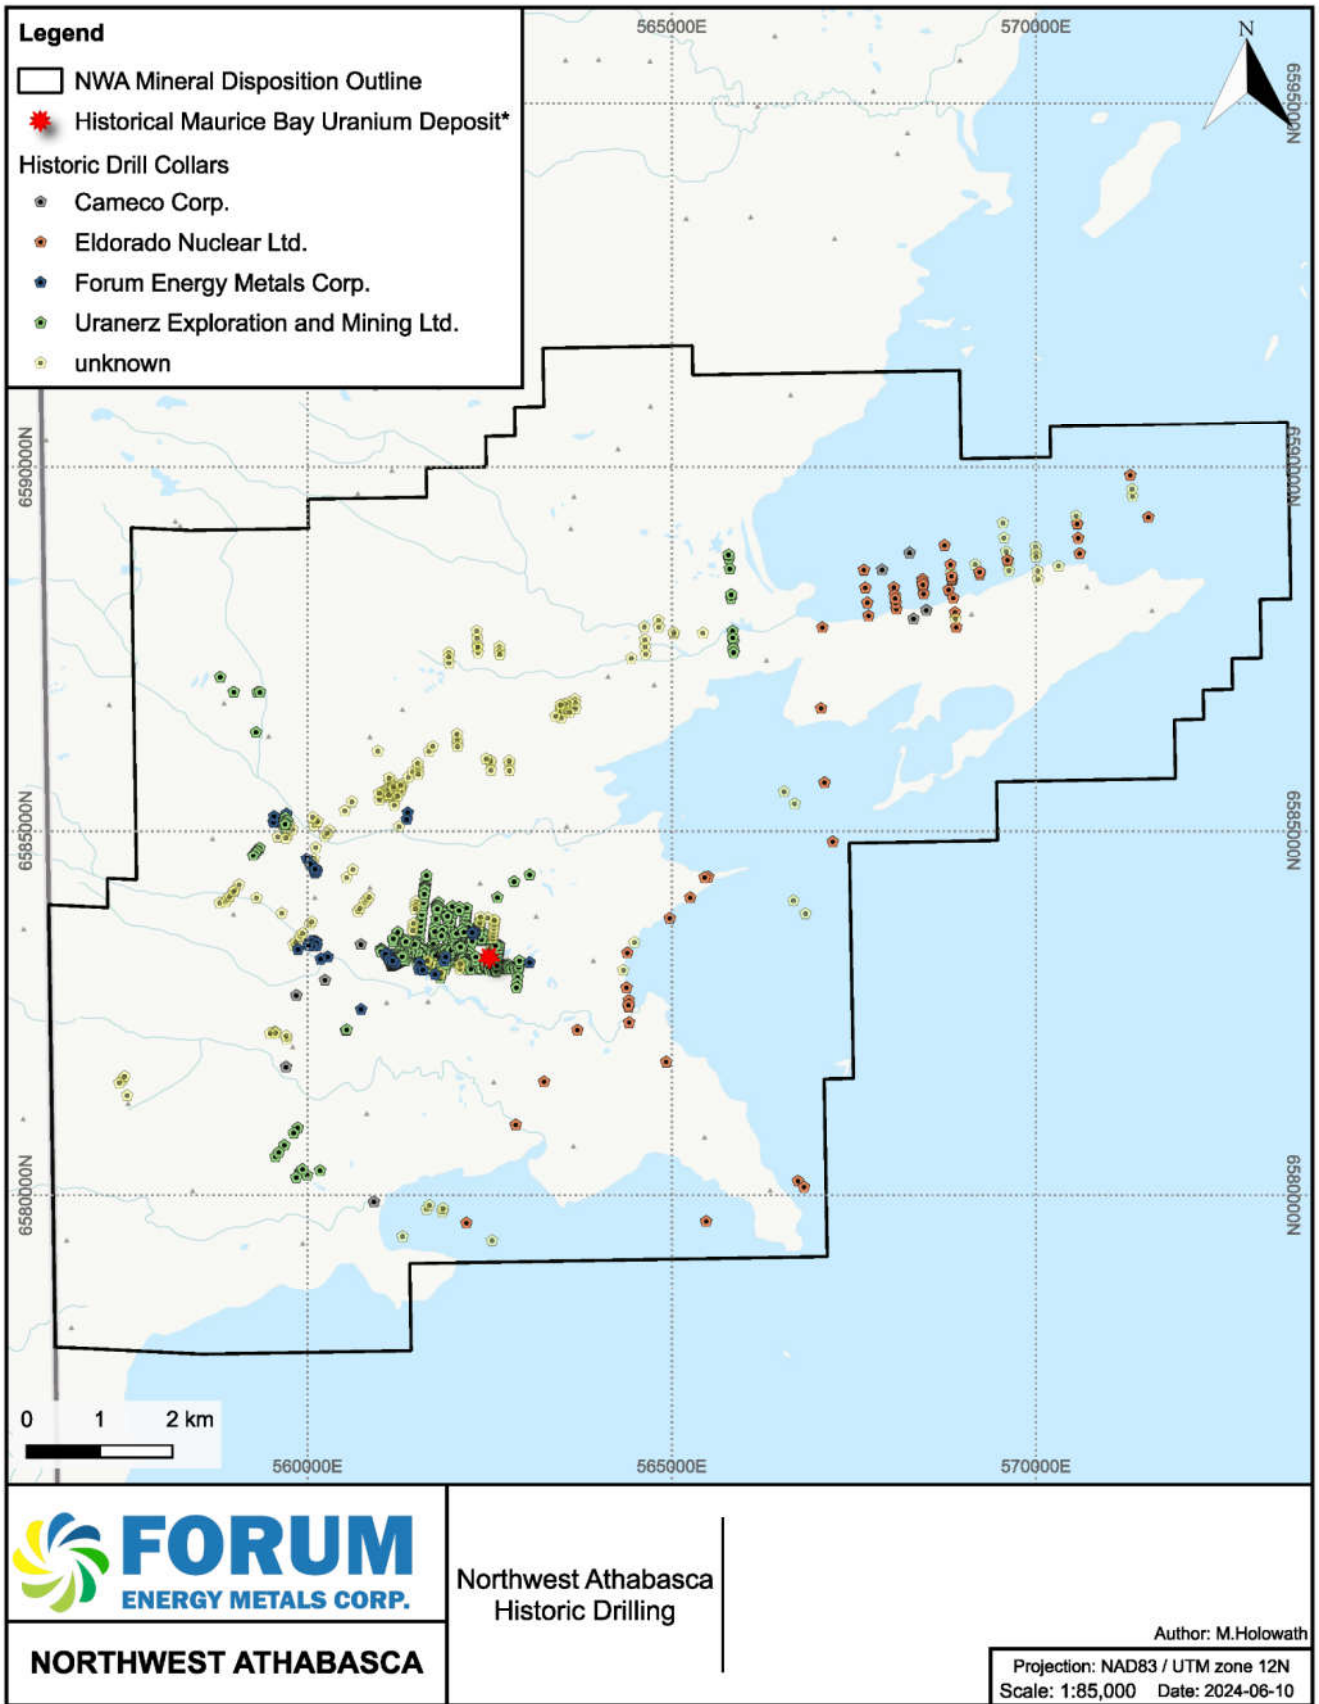 Legend
NWA Mineral Disposition Outline
Historical Maurice Bay Uranium Deposit*
Historic Drill Collars
Cameco Corp.
Eldorado Nuclear Ltd.
Forum Energy Metals Corp.
Uranerz Exploration and Mining Ltd.
unknown
565000E
570000E
N
6595000N
6590000N
6590000N
6585000N
6585000N
6580000N
6580000N
0 1 2 km
560000E
565000E
570000E
FORUM
ENERGY METALS CORP.
NORTHWEST ATHABASCA
Northwest Athabasca
Historic Drilling
Author: M.Holowath
Projection: NAD83 / UTM zone 12N
Scale: 1:85,000 Date: 2024-06-10